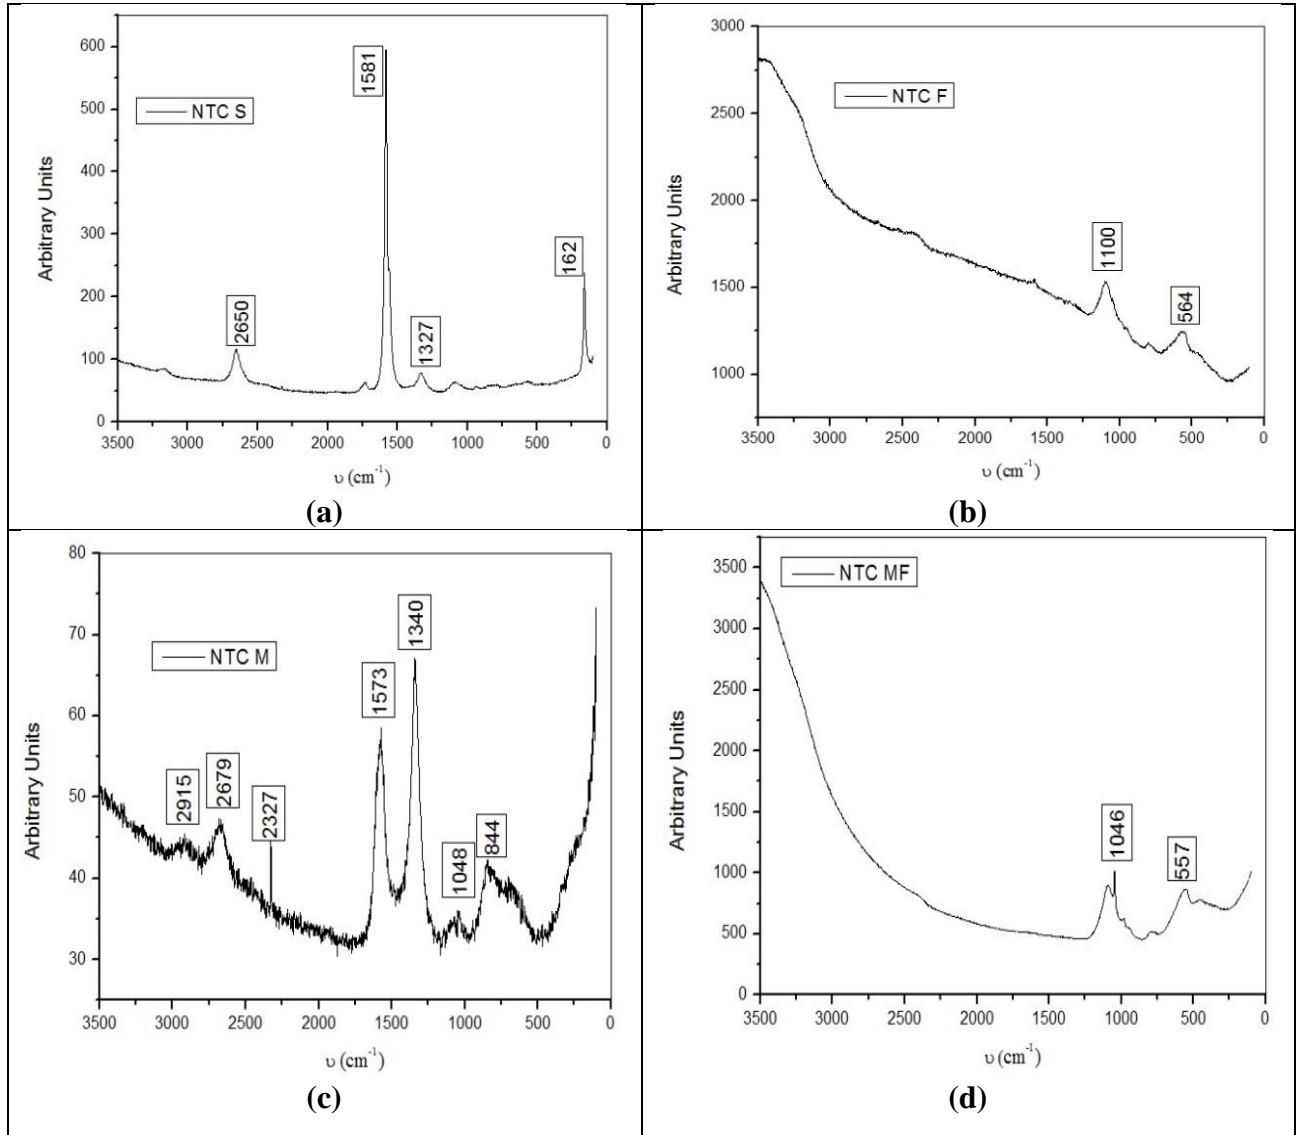 600
500
400
300
200
100
0
Arbitrary Units
NTC S
2650
1581
1327
162
3500 3000 2500 2000 1500 1000 500 0
υ (cm-1)
(a)
3000
2500
2000
1500
1000
Arbitrary Units
NTC F
1100
564
3500 3000 2500 2000 1500 1000 500 0
υ (cm-1)
(b)
80
70
60
50
40
30
Arbitrary Units
NTC M
2915
2679
2327
1573
1340
1048
844
3500 3000 2500 2000 1500 1000 500 0
υ (cm-1)
(c)
3500
3000
2500
2000
1500
1000
500
0
Arbitrary Units
NTC MF
1046
557
3500 3000 2500 2000 1500 1000 500 0
υ (cm-1)
(d)